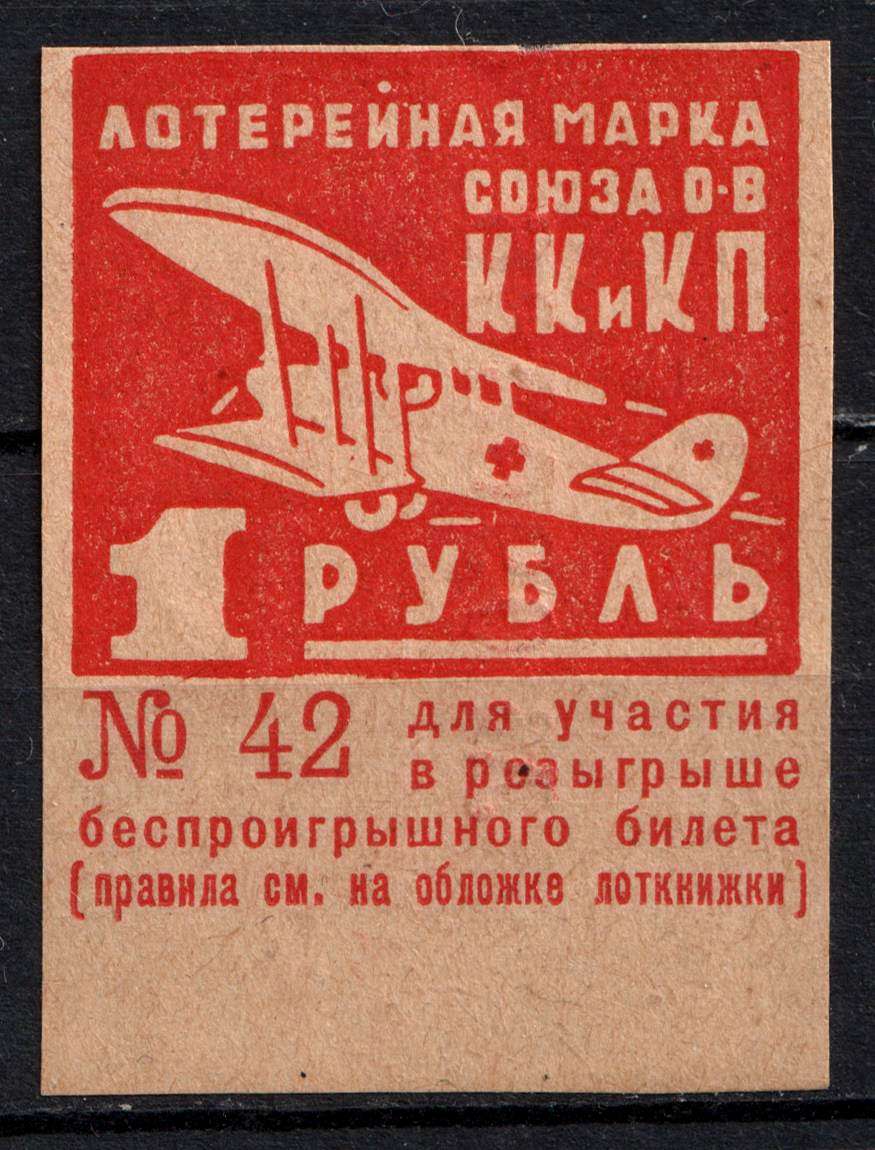 ЛОТЕРЕЙНАЯ МАРКА
СОЮЗА О-В
КК и КП
1 РУБЛЬ
№ 42 для участия
в розыгрыше
беспроигрышного билета
(правила см. на обложке лоткнижки)